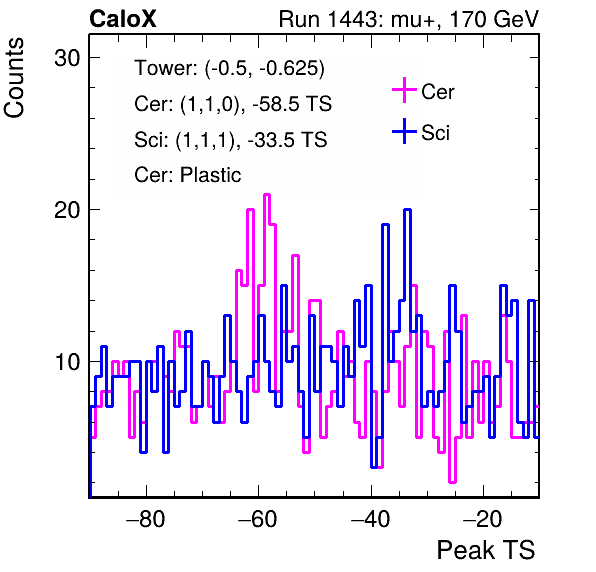 CaloX Run 1443: mu+, 170 GeV
Counts
30
Tower: (-0.5, -0.625)
Cer: (1,1,0), -58.5 TS
Sci: (1,1,1), -33.5 TS
Cer: Plastic
Cer
Sci
20
10
−80 −60 −40 −20
Peak TS